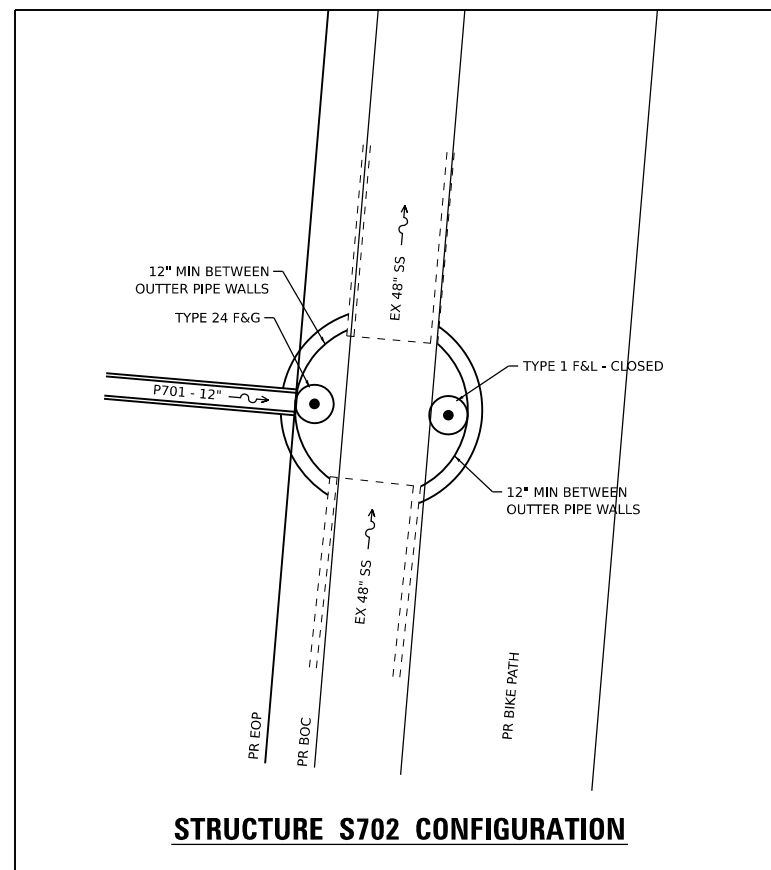 EX 48" SS
12" MIN BETWEEN
OUTTER PIPE WALLS
TYPE 24 F&G
P701 - 12"
TYPE 1 F&L - CLOSED
12" MIN BETWEEN
OUTTER PIPE WALLS
EX 48" SS
PR EOP
PR BOC
PR BIKE PATH
STRUCTURE S702 CONFIGURATION